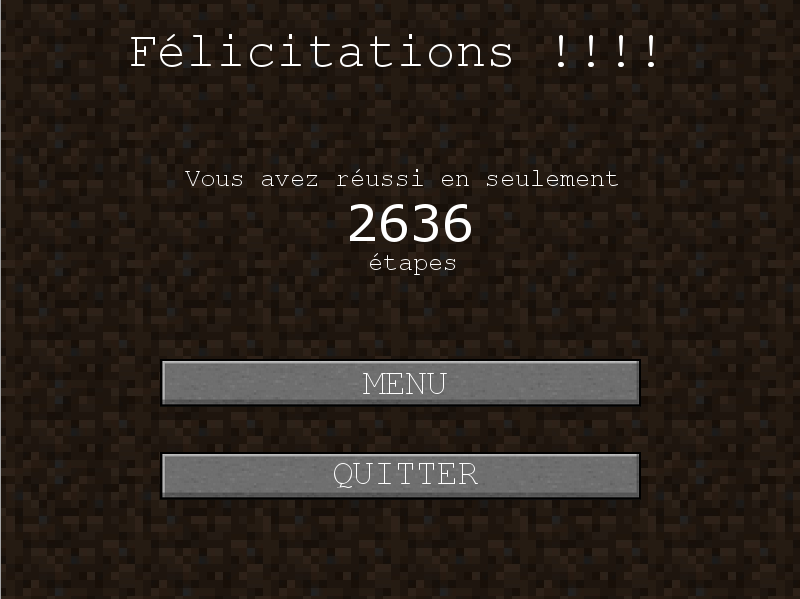 Félicitations !!!!
Vous avez réussi en seulement
2636
étapes
MENU
QUITTER